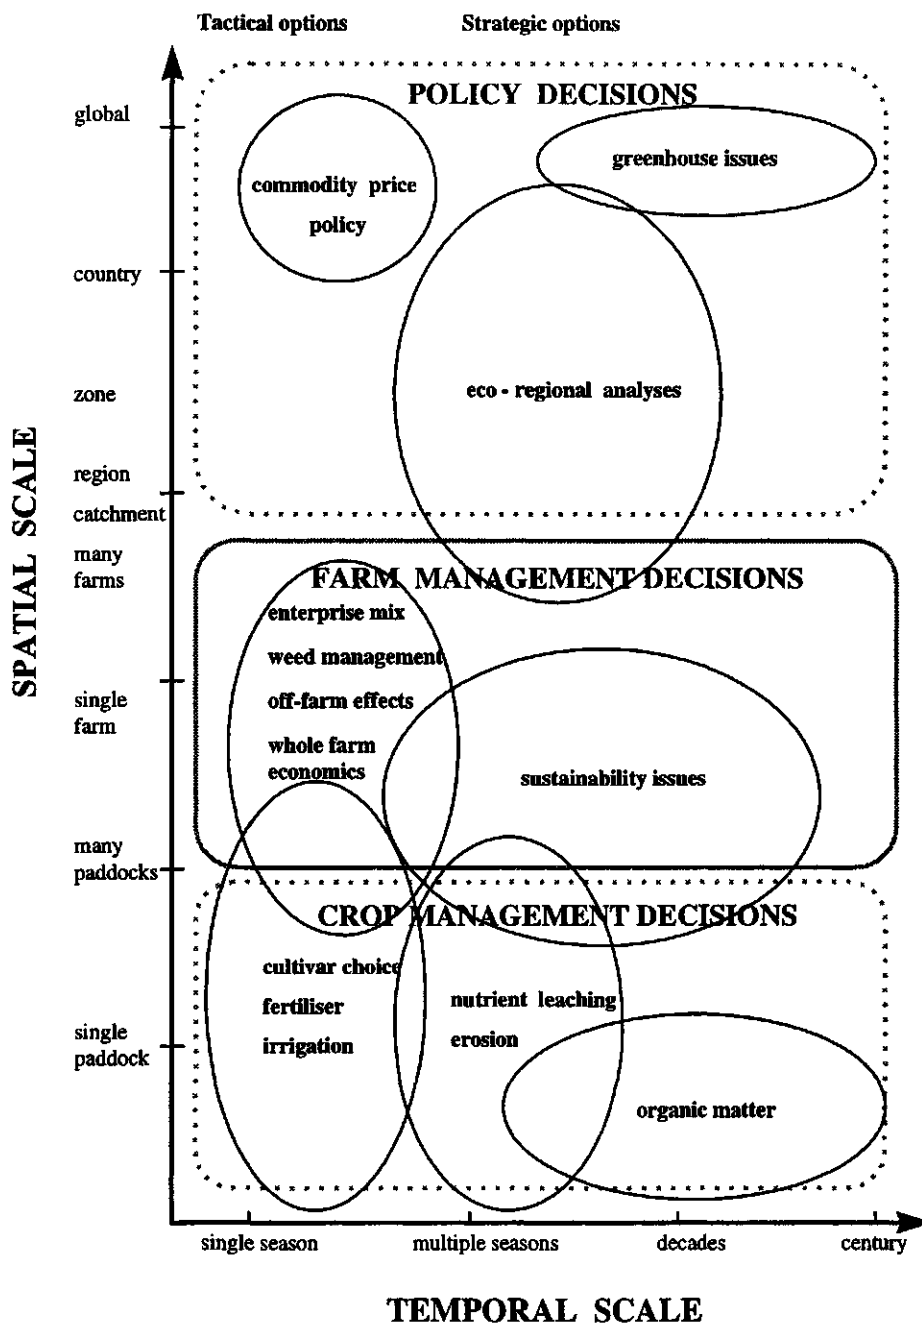 Tactical options
Strategic options
POLICY DECISIONS
global
greenhouse issues
commodity price
policy
country
zone
eco - regional analyses
region
catchment
many
farms
FARM MANAGEMENT DECISIONS
enterprise mix
weed management
off-farm effects
single
farm
whole farm
economics
sustainability issues
many
paddocks
CROP MANAGEMENT DECISIONS
cultivar choice
fertiliser
irrigation
nutrient leaching
erosion
single
paddock
organic matter
SPATIAL SCALE
single season
multiple seasons
decades
century
TEMPORAL SCALE